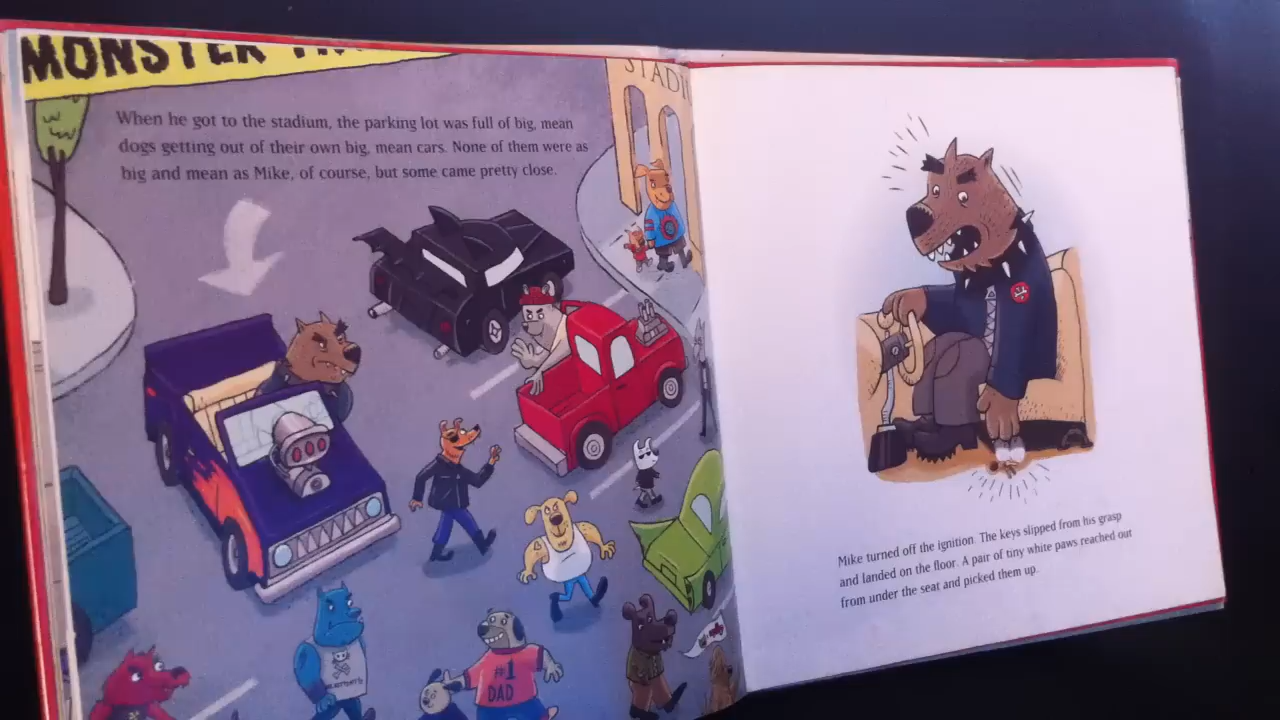 MONSTER
When he got to the stadium, the parking lot was full of big, mean
dogs getting out of their own big, mean cars. None of them were as
big and mean as Mike, of course, but some came pretty close.
#1
DAD
Mike turned off the ignition. The keys slipped from his grasp
and landed on the floor. A pair of tiny white paws reached out
from under the seat and picked them up.